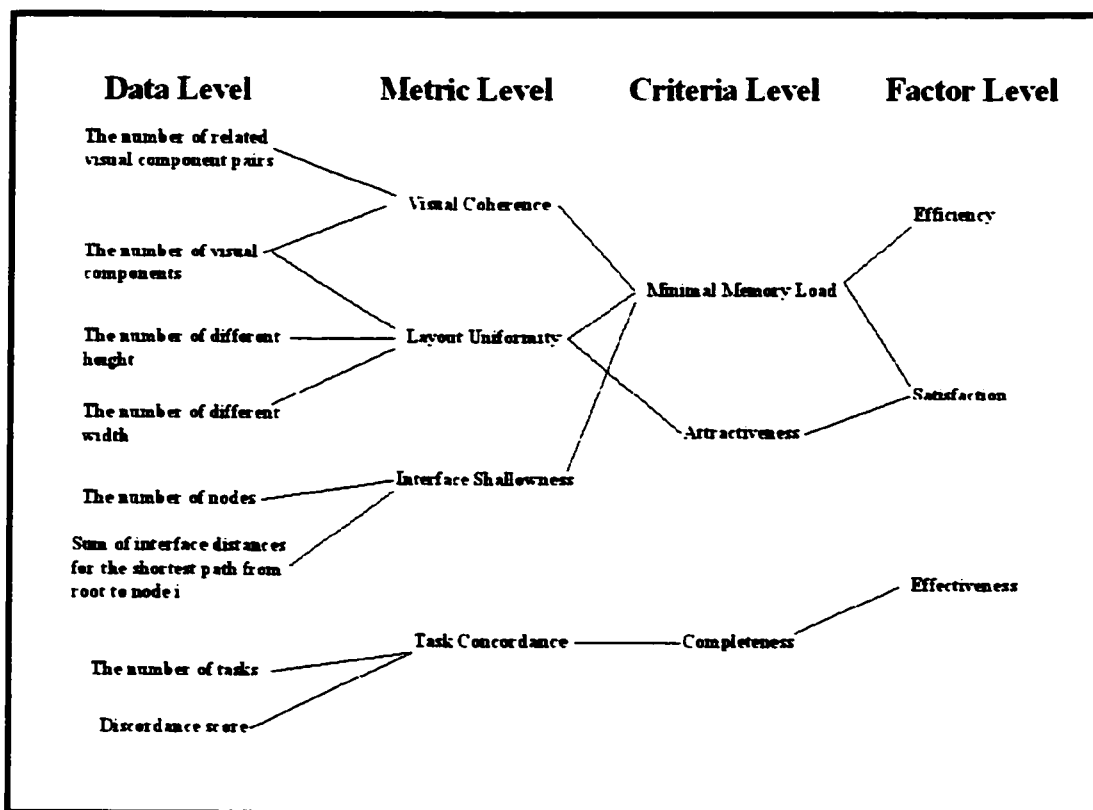 Data Level
Metric Level
Criteria Level
Factor Level
The number of related
visual component pairs
Visual Coherence
Efficiency
The number of visual
components
Minimal Memory Load
The number of different
height
Layout Uniformity
Satisfaction
The number of different
width
Attractiveness
Interface Shallowness
The number of nodes
Sum of interface distances
for the shortest path from
root to node i
Effectiveness
Task Concordance
Completeness
The number of tasks
Discordance score